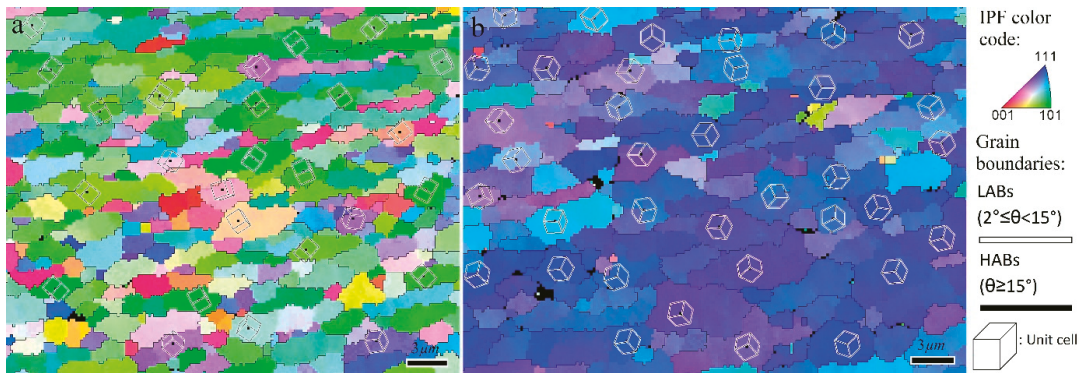 a
b
3μm
3μm
IPF color
code:
111
001
101
Grain
boundaries:
LABs
(2°≤θ<15°)
HABs
(θ≥15°)
: Unit cell